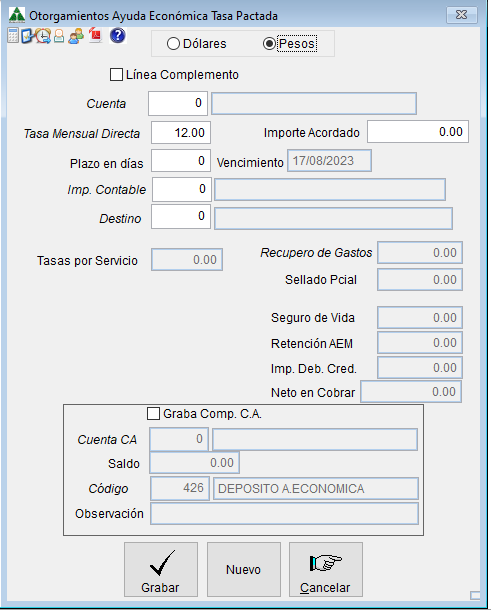 Otorgamientos Ayuda Económica Tasa Pactada
Dólares Pesos
Línea Complemento
Cuenta 0
Tasa Mensual Directa 12.00 Importe Acordado 0.00
Plazo en días 0 Vencimiento 17/08/2023
Imp. Contable 0
Destino 0
Tasas por Servicio 0.00 Recupero de Gastos 0.00
Sellado Pcial 0.00
Seguro de Vida 0.00
Retención AEM 0.00
Imp. Deb. Cred. 0.00
Neto en Cobrar 0.00
Graba Comp. C.A.
Cuenta CA 0
Saldo 0.00
Código 426 DEPOSITO A.ECONOMICA
Observación
Grabar Nuevo Cancelar